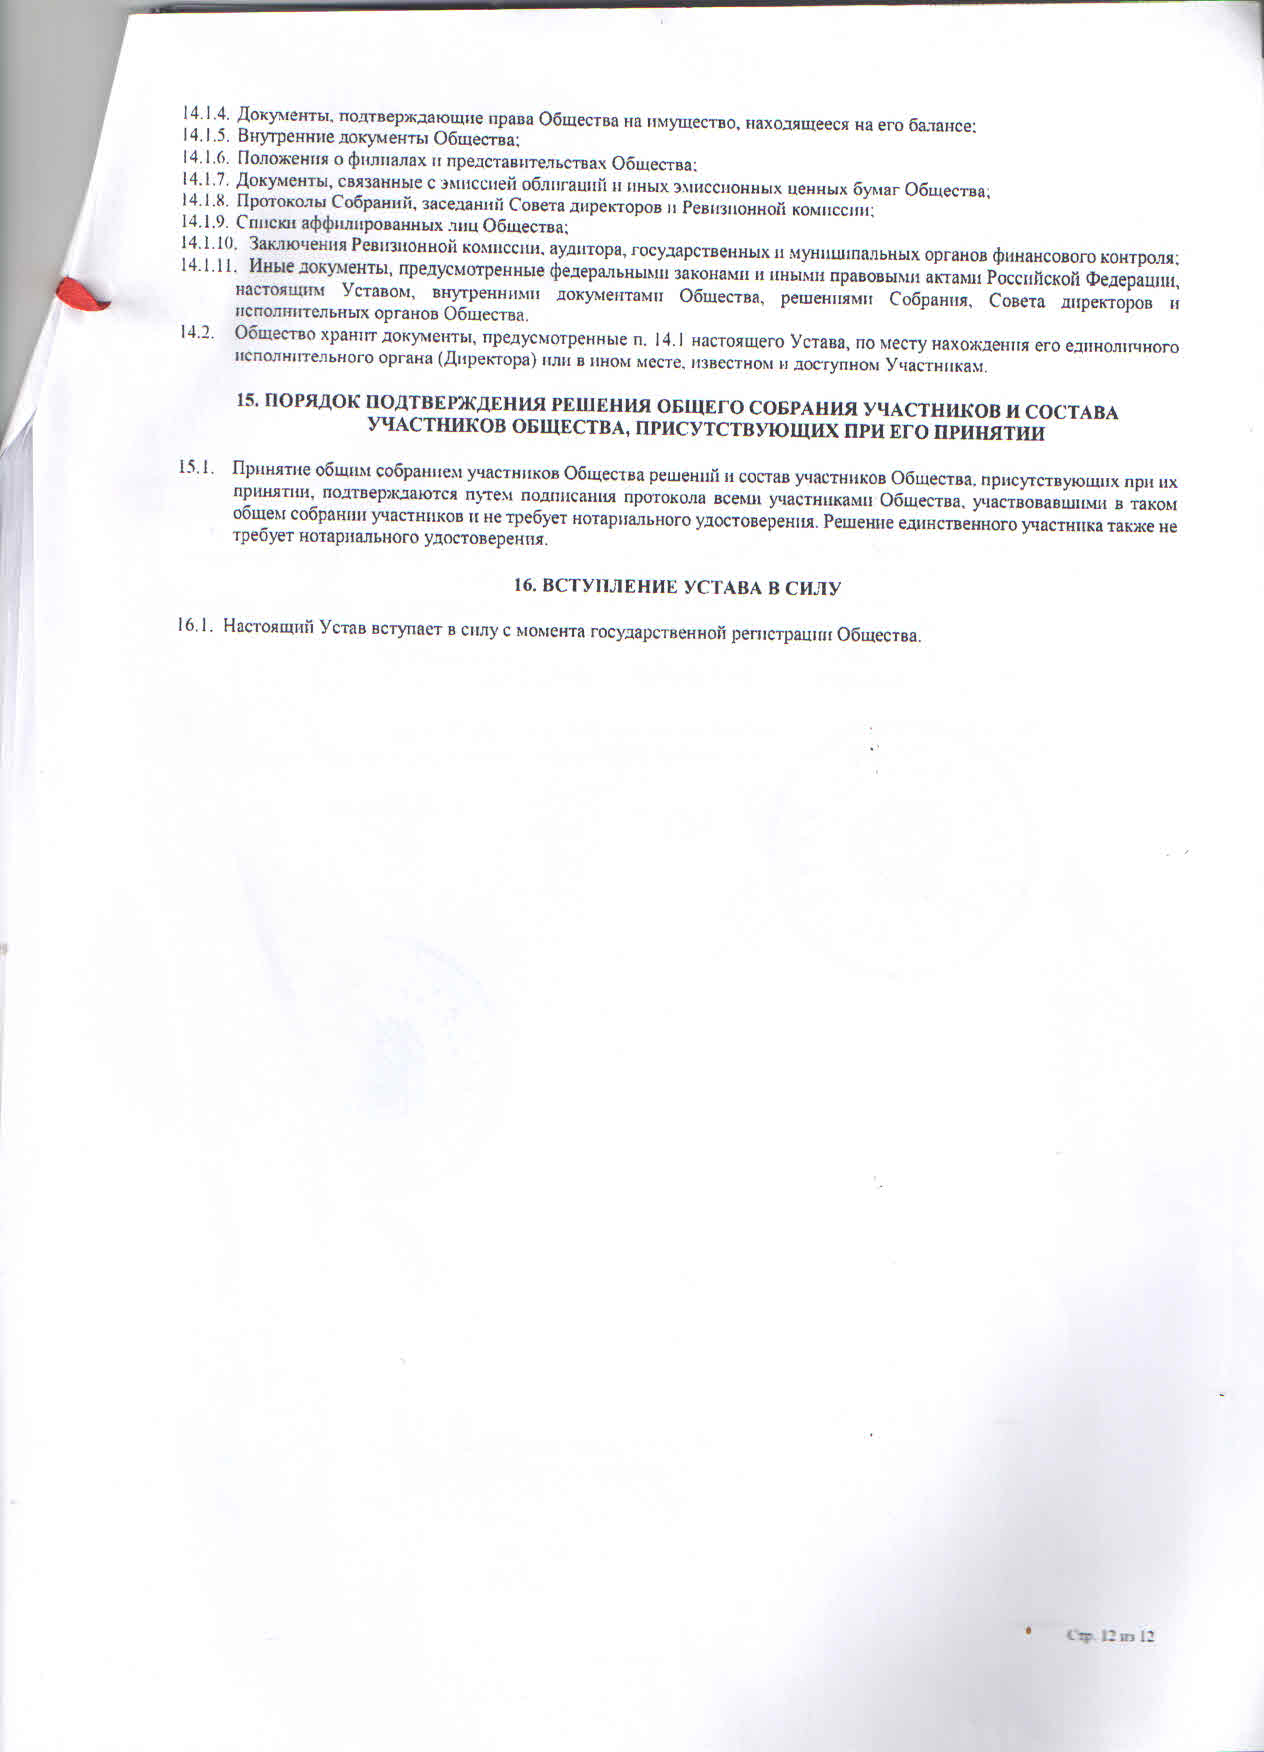 14.1.4. Документы, подтверждающие права Общества на имущество, находящееся на его балансе;
14.1.5. Внутренние документы Общества;
14.1.6. Положения о филиалах и представительствах Общества;
14.1.7. Документы, связанные с эмиссией облигаций и иных эмиссионных ценных бумаг Общества;
14.1.8. Протоколы Собраний, заседаний Совета директоров и Ревизионной комиссии;
14.1.9. Списки аффилированных лиц Общества;
14.1.10. Заключения Ревизионной комиссии, аудитора, государственных и муниципальных органов финансового контроля;
14.1.11. Иные документы, предусмотренные федеральными законами и иными правовыми актами Российской Федерации,
настоящим Уставом, внутренними документами Общества, решениями Собрания, Совета директоров и
исполнительных органов Общества.
14.2. Общество хранит документы, предусмотренные п. 14.1 настоящего Устава, по месту нахождения его единоличного
исполнительного органа (Директора) или в ином месте, известном и доступном Участникам.
15. ПОРЯДОК ПОДТВЕРЖДЕНИЯ РЕШЕНИЯ ОБЩЕГО СОБРАНИЯ УЧАСТНИКОВ И СОСТАВА
УЧАСТНИКОВ ОБЩЕСТВА, ПРИСУТСТВУЮЩИХ ПРИ ЕГО ПРИНЯТИИ
15.1. Принятие общим собранием участников Общества решений и состав участников Общества, присутствующих при их
принятии, подтверждаются путем подписания протокола всеми участниками Общества, участвовавшими в таком
общем собрании участников и не требует нотариального удостоверения. Решение единственного участника также не
требует нотариального удостоверения.
16. ВСТУПЛЕНИЕ УСТАВА В СИЛУ
16.1. Настоящий Устав вступает в силу с момента государственной регистрации Общества.
Стр. 12 из 12